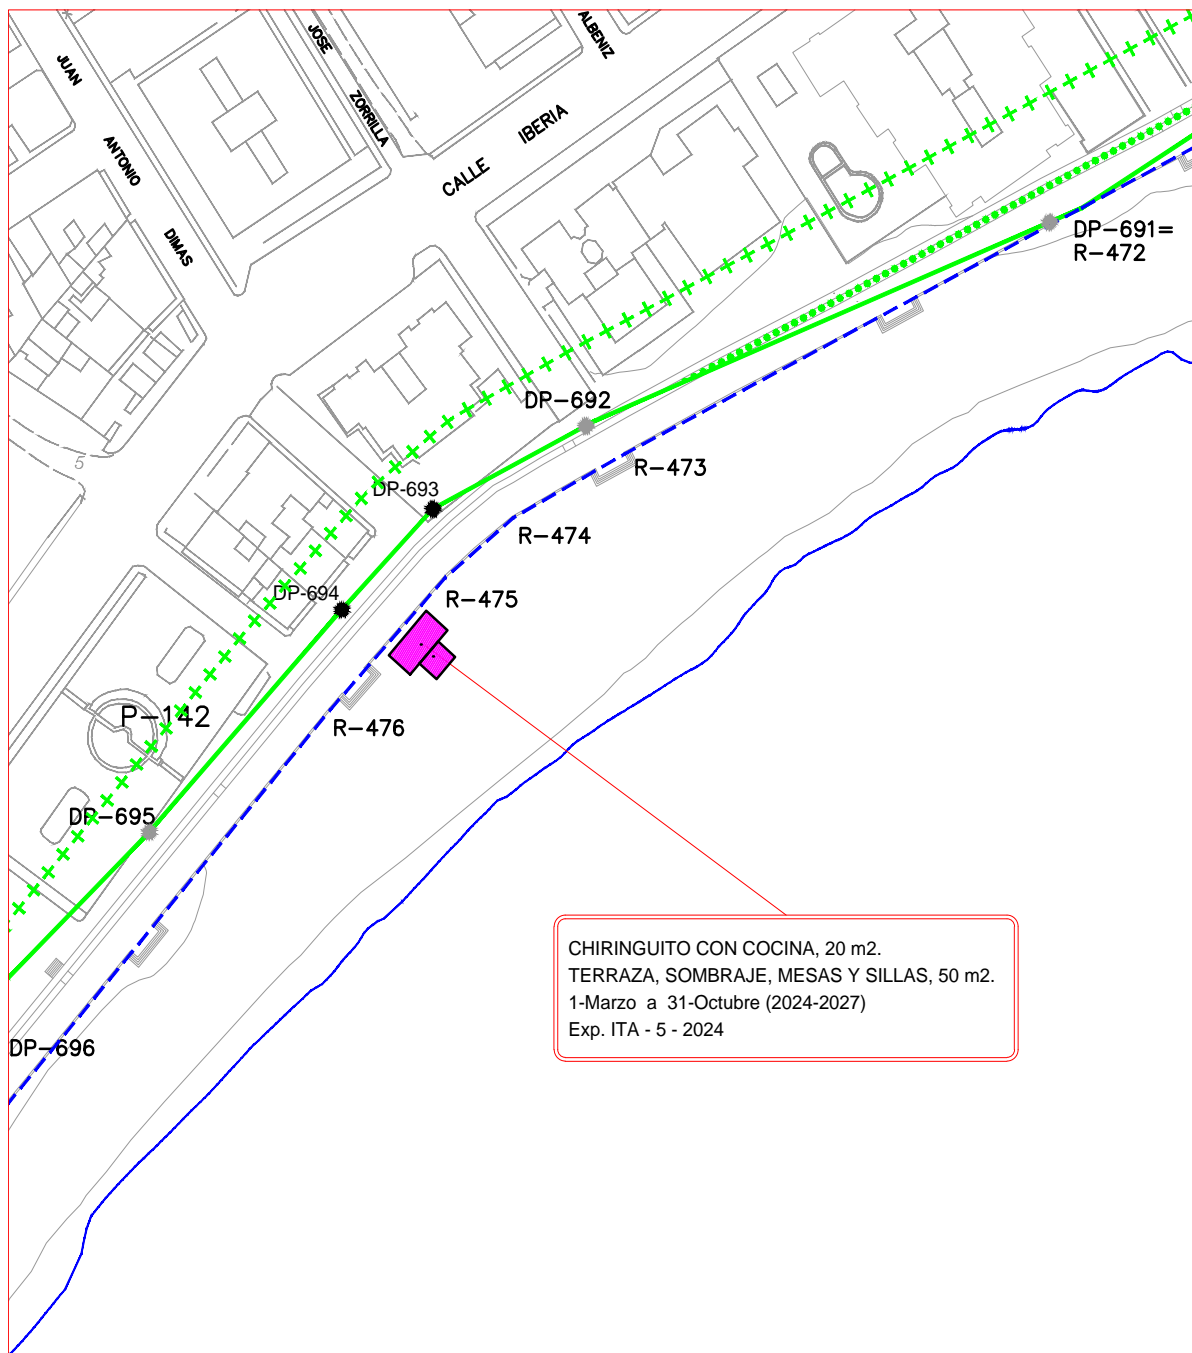 JUAN
ANTONIO
DIMAS
JOSE
ZORRILLA
ALBENIZ
CALLE IBERIA
DP-691=
R-472
DP-692
R-473
DP-693
R-474
DP-694
R-475
P-142
R-476
DP-695
DP-696
5
CHIRINGUITO CON COCINA, 20 m2.
TERRAZA, SOMBRAJE, MESAS Y SILLAS, 50 m2.
1-Marzo a 31-Octubre (2024-2027)
Exp. ITA - 5 - 2024